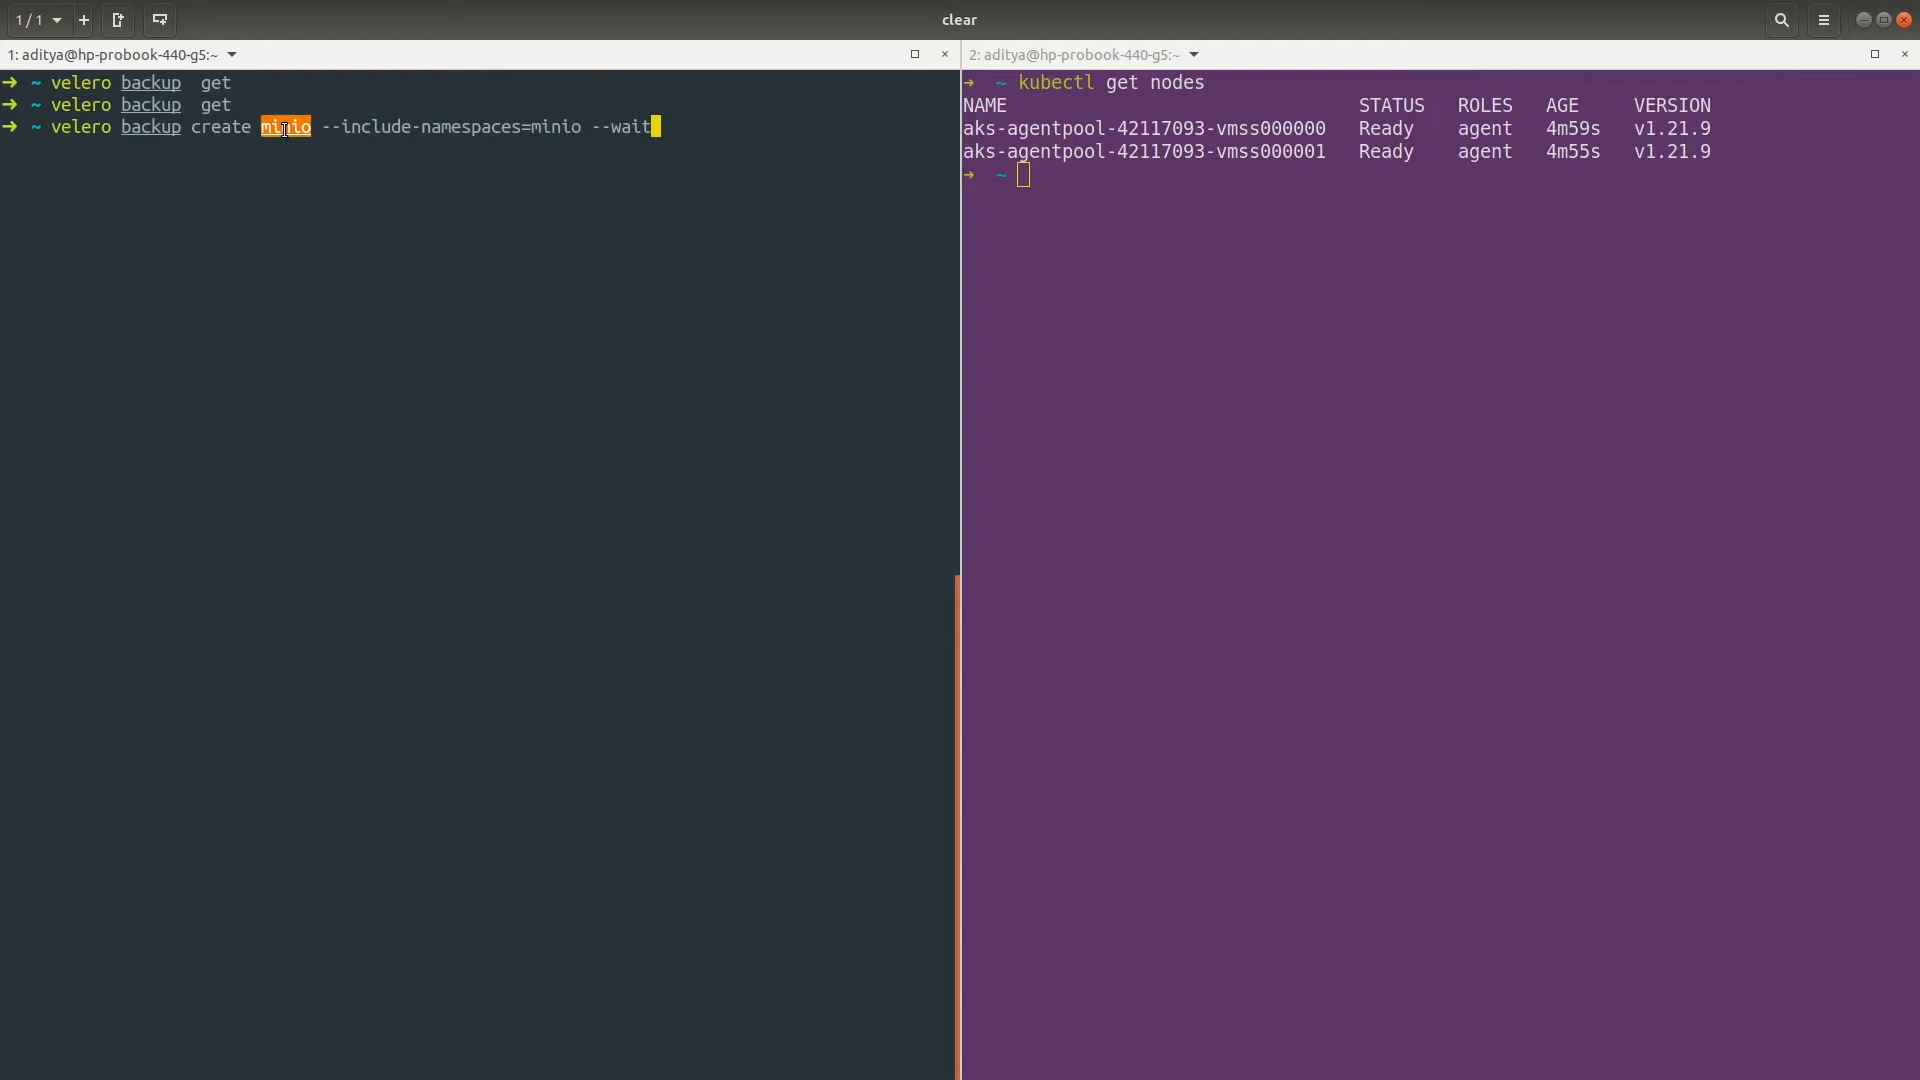 1 / 1
clear
1: aditya@hp-probook-440-g5:~
➜ ~ velero backup  get
➜ ~ velero backup  get
➜ ~ velero backup create minio --include-namespaces=minio --wait
2: aditya@hp-probook-440-g5:~
➜ ~ kubectl get nodes
NAME STATUS ROLES AGE VERSION
aks-agentpool-42117093-vmss000000 Ready agent 4m59s v1.21.9
aks-agentpool-42117093-vmss000001 Ready agent 4m55s v1.21.9
➜ ~